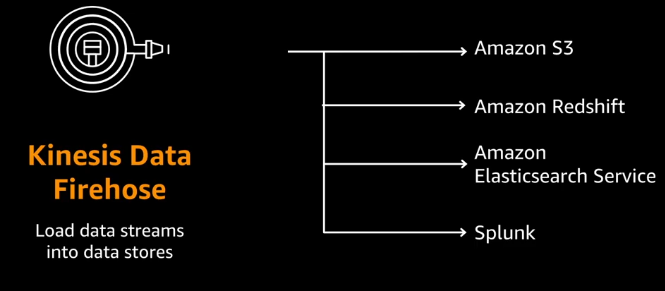 Kinesis Data
Firehose
Load data streams
into data stores
Amazon S3
Amazon Redshift
Amazon
Elasticsearch Service
Splunk